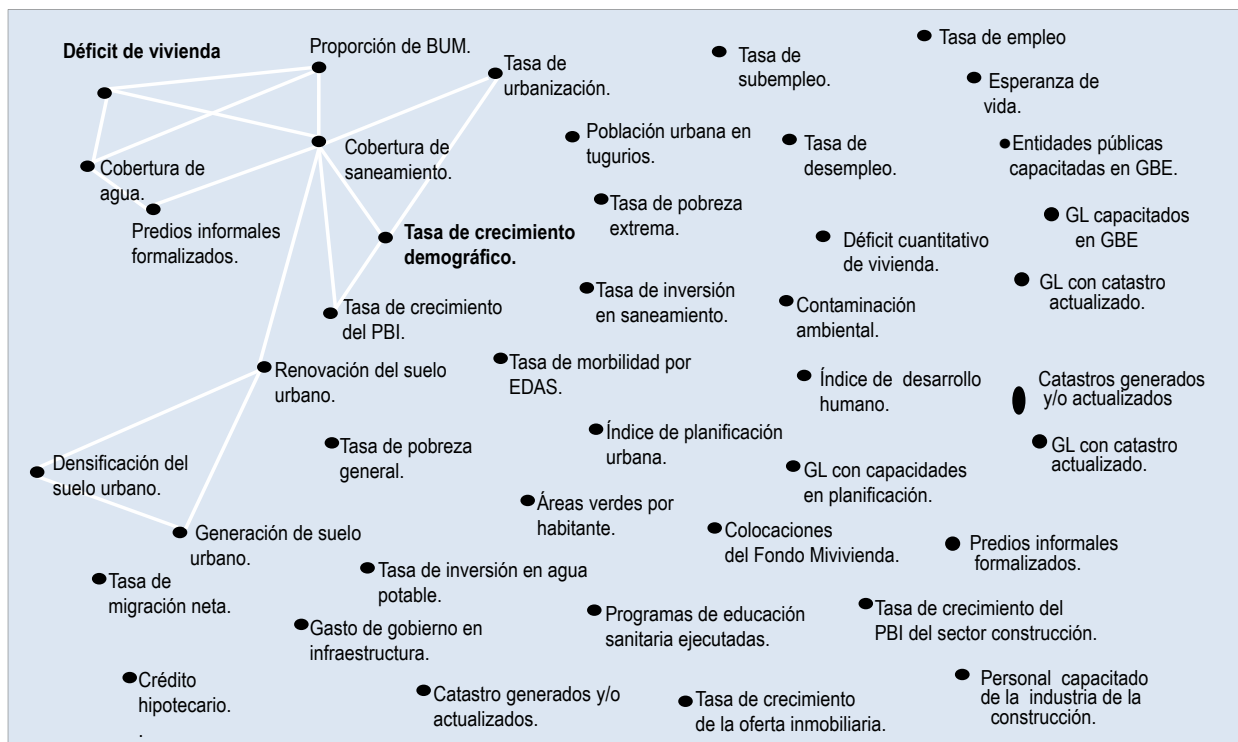 Déficit de vivienda
Proporción de BUM.
Tasa de
urbanización.
Tasa de
subempleo.
Tasa de empleo
Esperanza de
vida.
Cobertura de
agua.
Cobertura de
saneamiento.
Población urbana en
tugurios.
Tasa de
desempleo.
Entidades públicas
capacitadas en GBE.
Predios informales
formalizados.
Tasa de crecimiento
demográfico.
Tasa de pobreza
extrema.
Déficit cuantitativo
de vivienda.
GL capacitados
en GBE
Tasa de crecimiento
del PBI.
Tasa de inversión
en saneamiento.
Contaminación
ambiental.
GL con catastro
actualizado.
Renovación del suelo
urbano.
Tasa de morbilidad por
EDAS.
Índice de desarrollo
humano.
Catastros generados
y/o actualizados
Densificación del
suelo urbano.
Tasa de pobreza
general.
Índice de planificación
urbana.
GL con capacidades
en planificación.
GL con catastro
actualizado.
Generación de suelo
urbano.
Áreas verdes por
habitante.
Colocaciones
del Fondo Mivivienda.
Predios informales
formalizados.
Tasa de
migración neta.
Tasa de inversión en agua
potable.
Gasto de gobierno en
infraestructura.
Programas de educación
sanitaria ejecutadas.
Tasa de crecimiento del
PBI del sector construcción.
Crédito
hipotecario.
.
Catastro generados y/o
actualizados.
Tasa de crecimiento
de la oferta inmobiliaria.
Personal capacitado
de la industria de la
construcción.